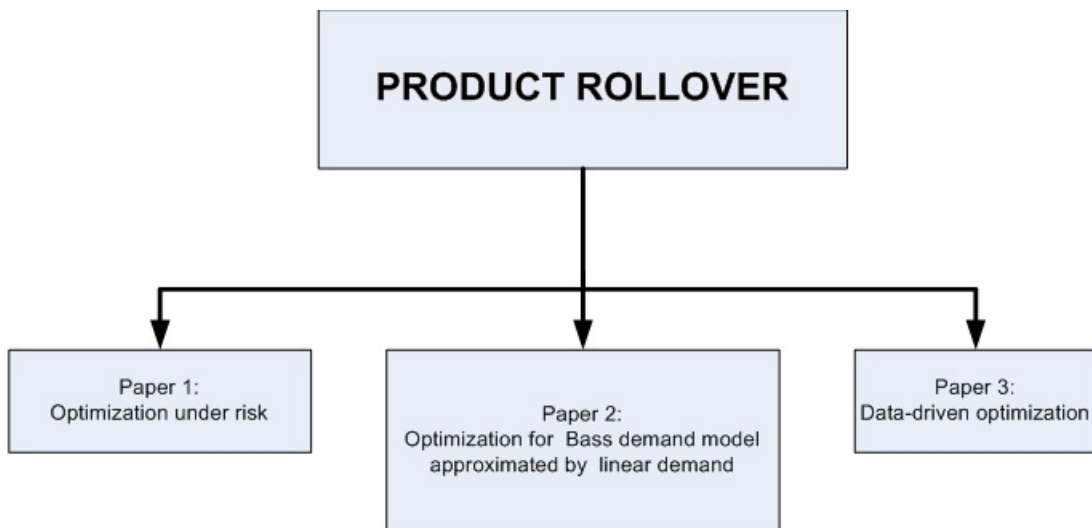 PRODUCT ROLLOVER
Paper 1:
Optimization under risk
Paper 2:
Optimization for Bass demand model
approximated by linear demand
Paper 3:
Data-driven optimization